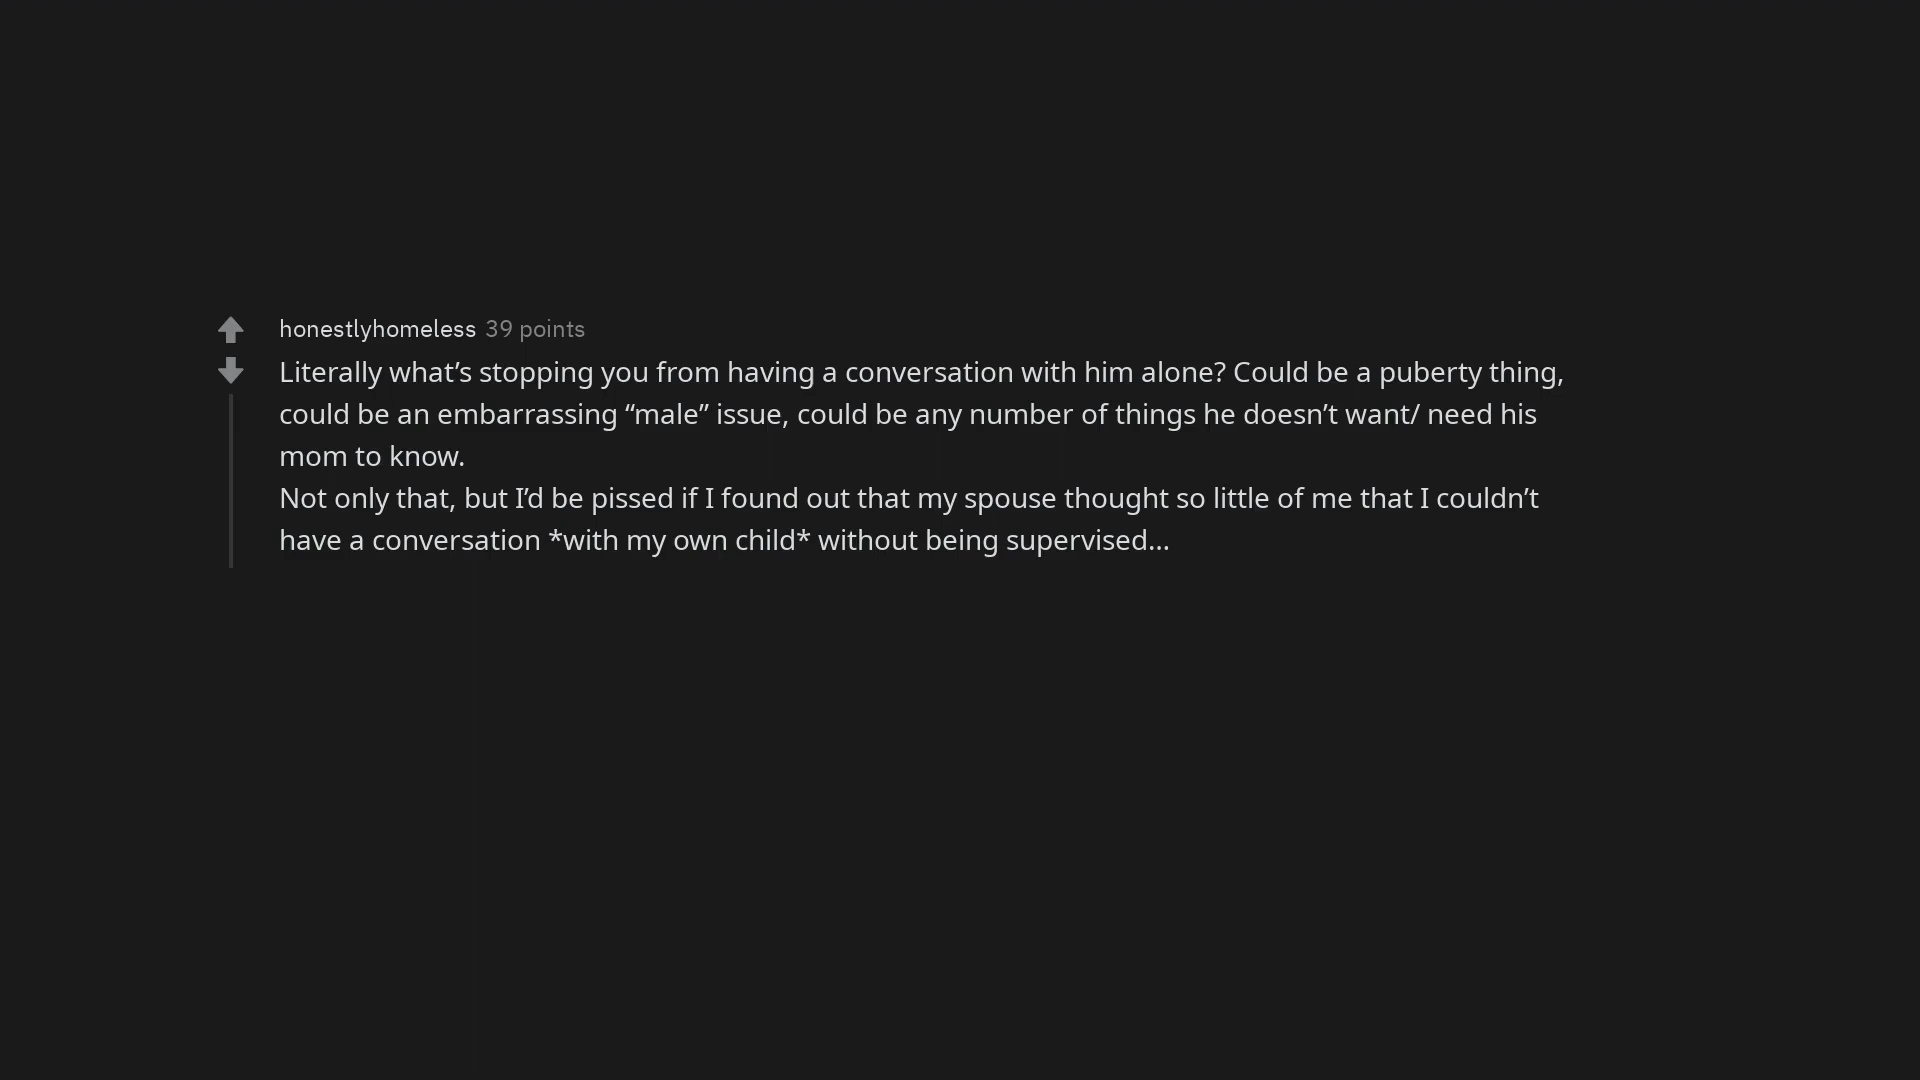 honestlyhomeless 39 points
Literally what’s stopping you from having a conversation with him alone? Could be a puberty thing,
could be an embarrassing “male” issue, could be any number of things he doesn’t want/ need his
mom to know.
Not only that, but I’d be pissed if I found out that my spouse thought so little of me that I couldn’t
have a conversation *with my own child* without being supervised...